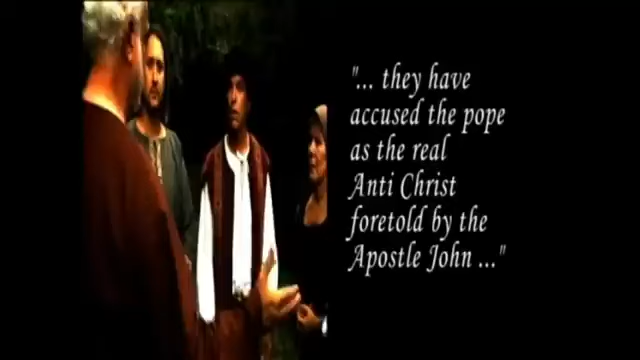 "... they have
accused the pope
as the real
Anti Christ
foretold by the
Apostle John ..."